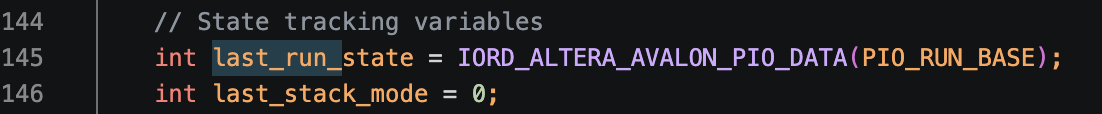 144 // State tracking variables
145 int last_run_state = IORD_ALTERA_AVALON_PIO_DATA(PIO_RUN_BASE);
146 int last_stack_mode = 0;